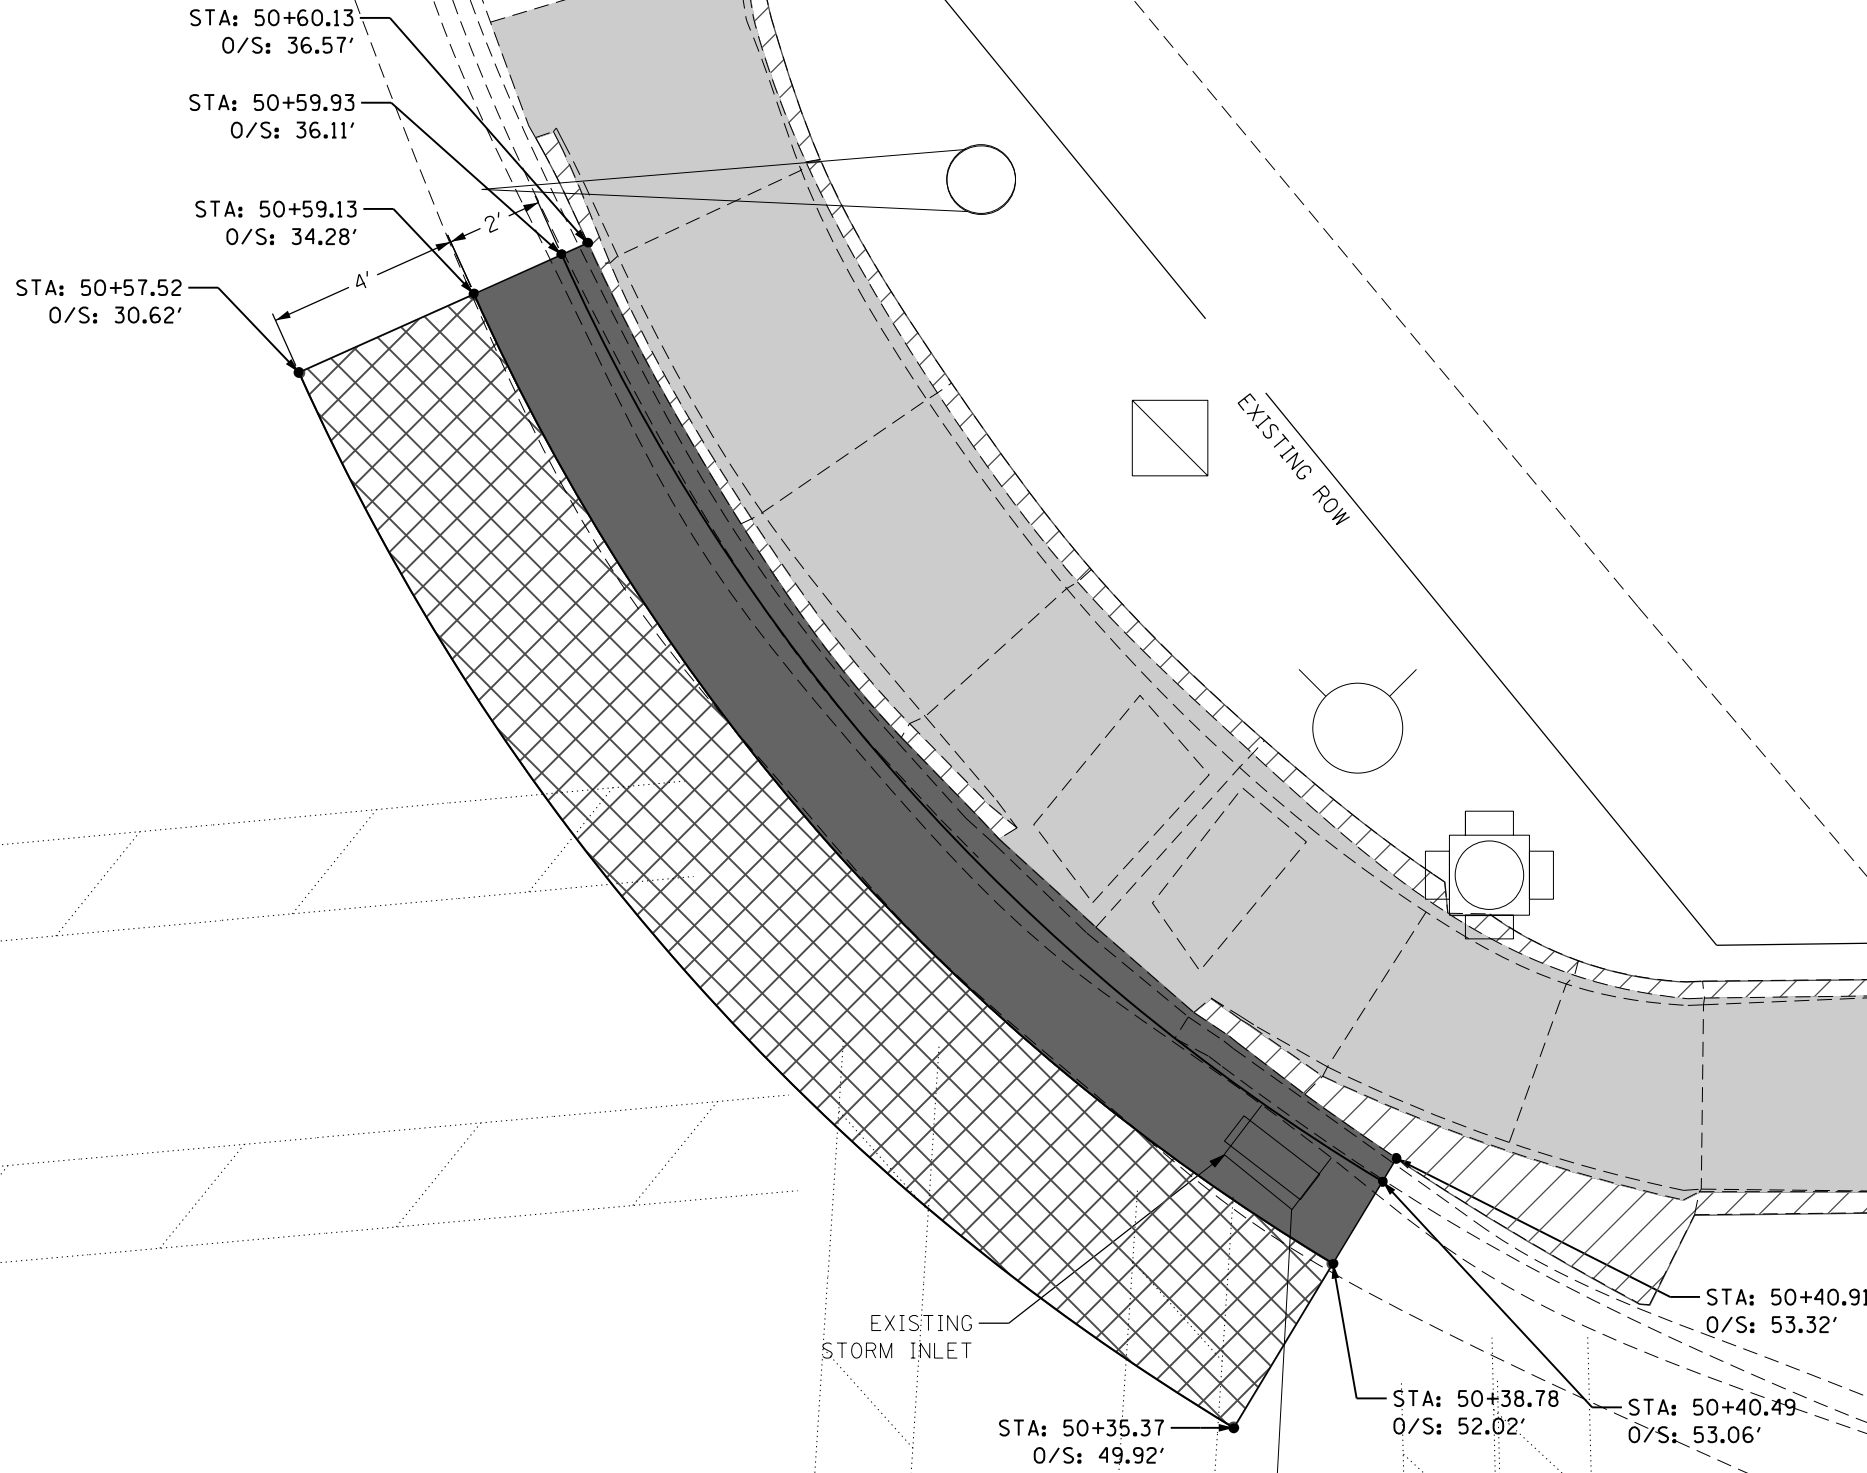 STA: 50+60.13
O/S: 36.57'
STA: 50+59.93
O/S: 36.11'
STA: 50+59.13
O/S: 34.28'
2'
4'
STA: 50+57.52
O/S: 30.62'
EXISTING ROW
EXISTING
STORM INLET
STA: 50+40.91
O/S: 53.32'
STA: 50+38.78
O/S: 52.02'
STA: 50+40.49
O/S: 53.06'
STA: 50+35.37
O/S: 49.92'